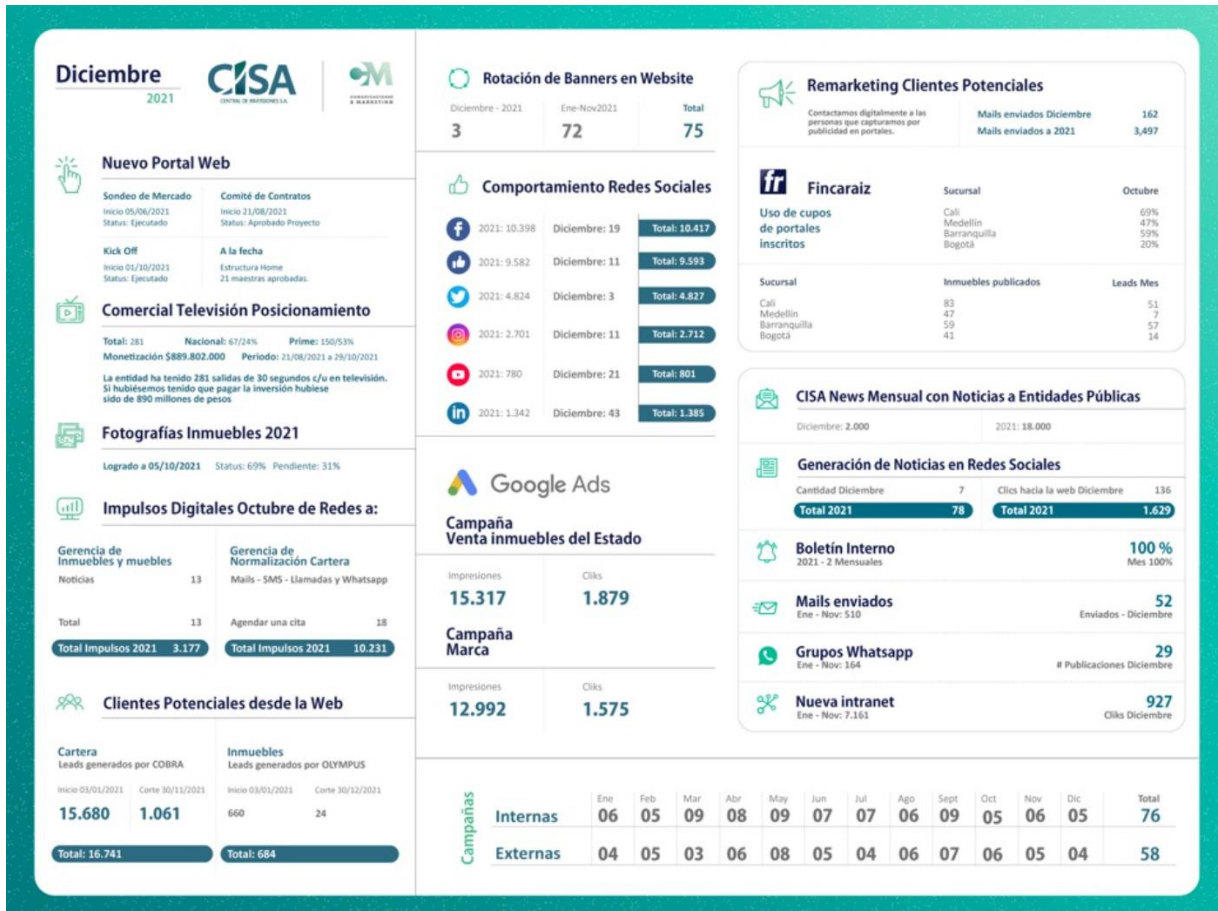 Diciembre
2021
CISA
CENTRAL DE INVERSIONES S.A.
CM
COMUNICACIONES
& MARKETING
Nuevo Portal Web
Sondeo de Mercado
Inicio 05/06/2021
Status: Ejecutado
Comité de Contratos
Inicio 21/08/2021
Status: Aprobado Proyecto
Kick Off
Inicio 01/10/2021
Status: Ejecutado
A la fecha
Estructura Home
21 maestras aprobadas.
Comercial Televisión Posicionamiento
Total: 281 Nacional: 67/24% Prime: 150/53%
Monetización $889.802.000 Periodo: 21/08/2021 a 29/10/2021
La entidad ha tenido 281 salidas de 30 segundos c/u en televisión.
Si hubiésemos tenido que pagar la inversión hubiese
sido de 890 millones de pesos
Fotografías Inmuebles 2021
Logrado a 05/10/2021 Status: 69% Pendiente: 31%
Impulsos Digitales Octubre de Redes a:
Gerencia de
Inmuebles y muebles
Noticias 13
Total 13
Total Impulsos 2021 3.177
Gerencia de
Normalización Cartera
Mails - SMS - Llamadas y Whatsapp
Agendar una cita 18
Total Impulsos 2021 10.231
Clientes Potenciales desde la Web
Cartera
Leads generados por COBRA
Inicio 03/01/2021 Corte 30/11/2021
15.680 1.061
Total: 16.741
Inmuebles
Leads generados por OLYMPUS
Inicio 03/01/2021 Corte 30/12/2021
660 24
Total: 684
Rotación de Banners en Website
Diciembre - 2021 Ene-Nov2021 Total
3 72 75
Comportamiento Redes Sociales
2021: 10.398 Diciembre: 19 Total: 10.417
2021: 9.582 Diciembre: 11 Total: 9.593
2021: 4.824 Diciembre: 3 Total: 4.827
2021: 2.701 Diciembre: 11 Total: 2.712
2021: 780 Diciembre: 21 Total: 801
in 2021: 1.342 Diciembre: 43 Total: 1.385
Google Ads
Campaña
Venta inmuebles del Estado
Impresiones Cliks
15.317 1.879
Campaña
Marca
Impresiones Cliks
12.992 1.575
Remarketing Clientes Potenciales
Contactamos digitalmente a las
personas que capturamos por
publicidad en portales.
Mails enviados Diciembre 162
Mails enviados a 2021 3,497
fr Fincaraiz
Uso de cupos
de portales
inscritos
Sucursal Octubre
Cali 69%
Medellín 47%
Barranquilla 59%
Bogotá 20%
Sucursal Inmuebles publicados Leads Mes
Cali 83 51
Medellín 47 7
Barranquilla 59 57
Bogotá 41 14
CISA News Mensual con Noticias a Entidades Públicas
Diciembre: 2.000 2021: 18.000
Generación de Noticias en Redes Sociales
Cantidad Diciembre 7 Clics hacia la web Diciembre 136
Total 2021 78 Total 2021 1.629
Boletín Interno 100 %
2021 - 2 Mensuales Mes 100%
Mails enviados 52
Ene - Nov: 510 Enviados - Diciembre
Grupos Whatsapp 29
Ene - Nov: 164 # Publicaciones Diciembre
Nueva intranet 927
Ene - Nov: 7.161 Cliks Diciembre
Campañas
Ene Feb Mar Abr May Jun Jul Ago Sept Oct Nov Dic Total
Internas 06 05 09 08 09 07 07 06 09 05 06 05 76
Externas 04 05 03 06 08 05 04 06 07 06 05 04 58